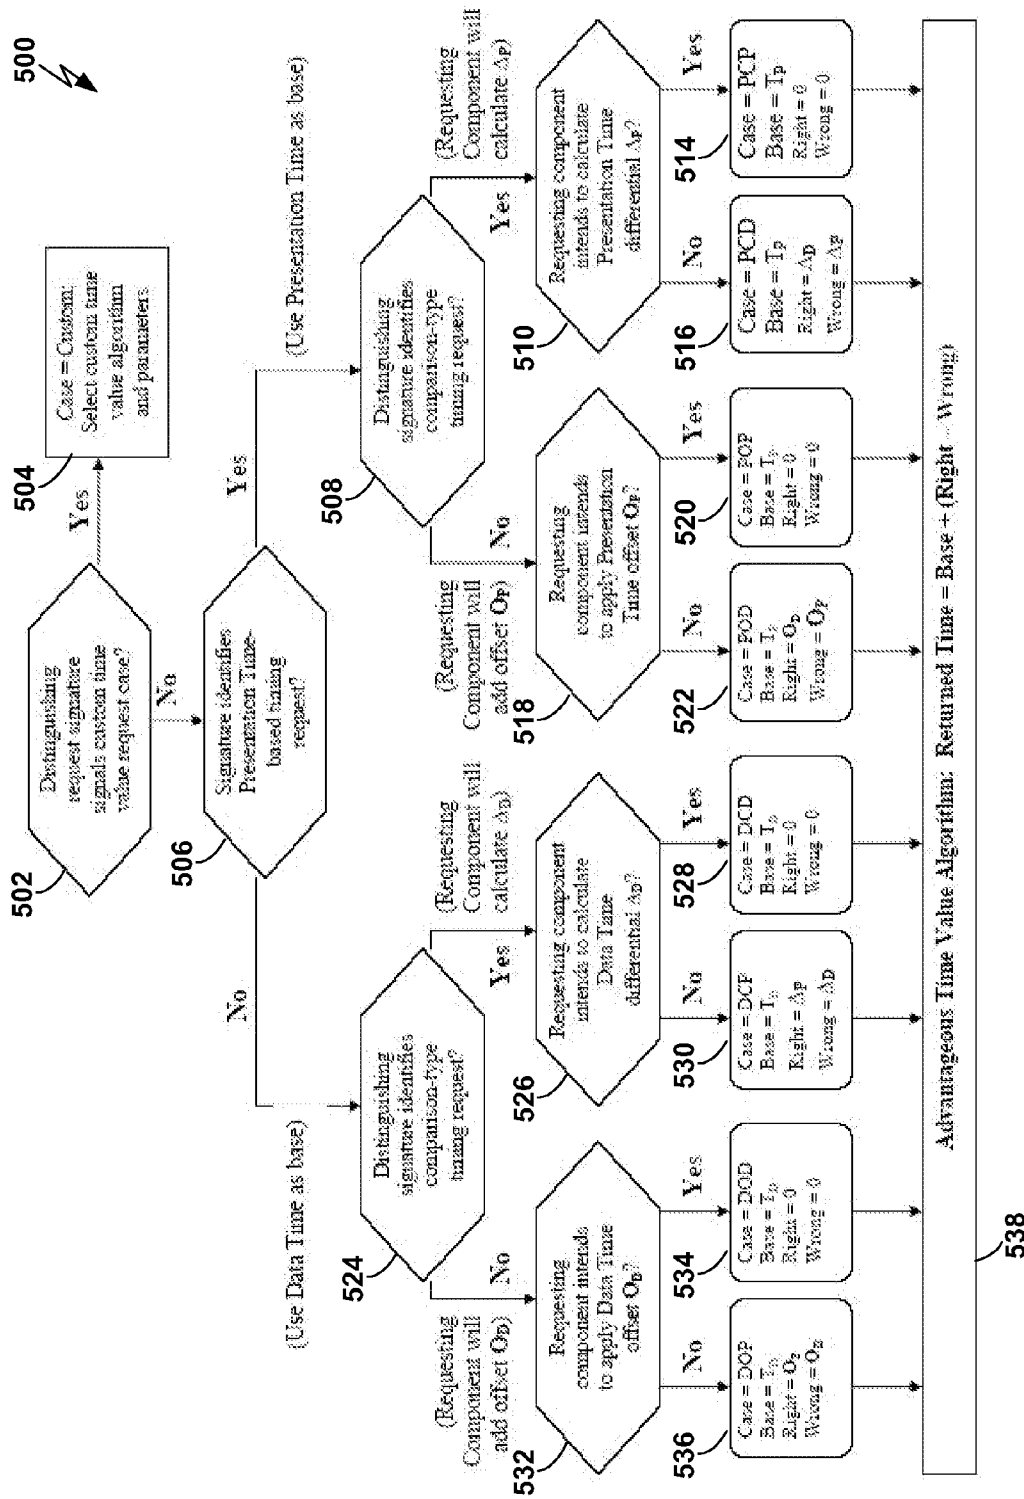 500
502
Distinguishing
request signature
signals custom time
value request case?
Yes
504
Case = Custom:
Select custom time
value algorithm
and parameters
No
506
Signature identifies
Presentation Time-
based timing
request?
No
Yes
(Use Data Time as base)
(Use Presentation Time as base)
524
Distinguishing
signature identifies
comparison-type
timing request?
508
Distinguishing
signature identifies
comparison-type
timing request?
(Requesting
Component will
add offset OD)
No
Yes
(Requesting
Component will
calculate ΔD)
(Requesting
Component will
add offset OP)
No
Yes
(Requesting
Component will
calculate ΔP)
532
Requesting
component intends
to apply Data Time
offset OD?
526
Requesting component
intends to calculate
Data Time
differential ΔD?
518
Requesting
component intends
to apply Presentation
Time offset OP?
510
Requesting component
intends to calculate
Presentation Time
differential ΔP?
No
Yes
No
Yes
No
Yes
No
Yes
536
Case = DOP
Base = TD
Right = OP
Wrong = OD
534
Case = DOD
Base = TD
Right = 0
Wrong = 0
530
Case = DCP
Base = TD
Right = ΔP
Wrong = ΔD
528
Case = DCD
Base = TD
Right = 0
Wrong = 0
522
Case = POD
Base = TP
Right = OD
Wrong = OP
520
Case = POP
Base = TP
Right = 0
Wrong = 0
516
Case = PCD
Base = TP
Right = ΔD
Wrong = ΔP
514
Case = PCP
Base = TP
Right = 0
Wrong = 0
Advantageous Time Value Algorithm: Returned Time = Base + (Right - Wrong)
538